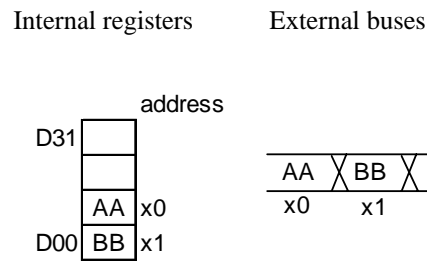 Internal registers External buses
address
D31
AA x0
D00 BB x1
AA BB
x0 x1